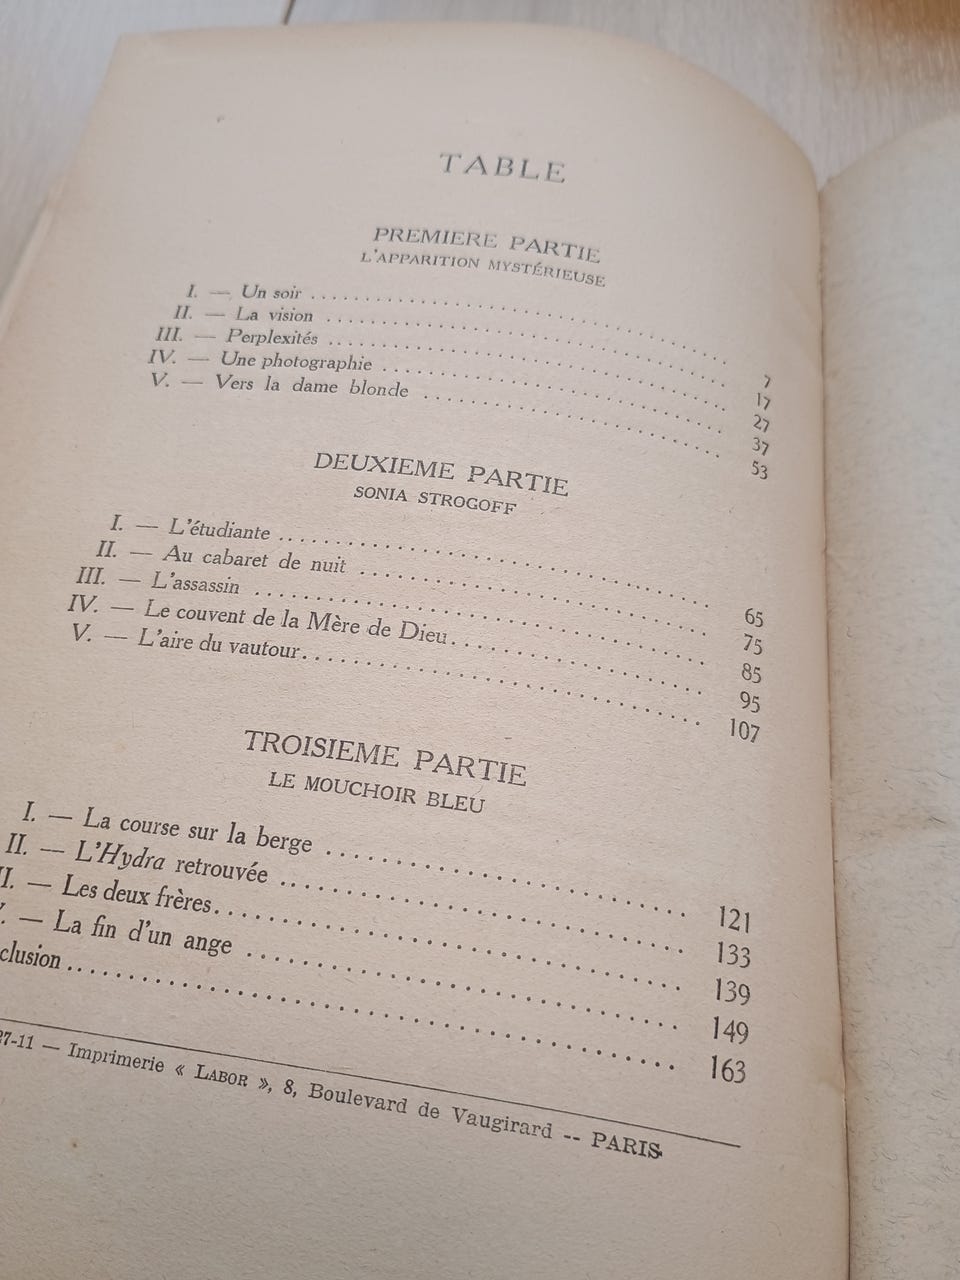 TABLE
PREMIERE PARTIE
L'APPARITION MYSTÉRIEUSE
I. — Un soir .......... 7
II. — La vision .......... 17
III. — Perplexités .......... 27
IV. — Une photographie .......... 37
V. — Vers la dame blonde .......... 53
DEUXIEME PARTIE
SONIA STROGOFF
I. — L'étudiante .......... 65
II. — Au cabaret de nuit .......... 75
III. — L'assassin .......... 85
IV. — Le couvent de la Mère de Dieu .......... 95
V. — L'aire du vautour .......... 107
TROISIEME PARTIE
LE MOUCHOIR BLEU
I. — La course sur la berge .......... 121
II. — L'Hydra retrouvée .......... 133
II. — Les deux frères .......... 139
. — La fin d'un ange .......... 149
clusion .......... 163
27-11 — Imprimerie « LABOR », 8, Boulevard de Vaugirard -- PARIS